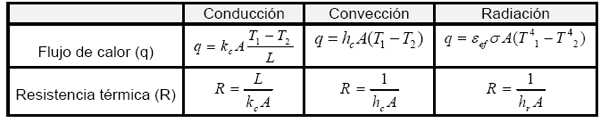 Conducción Convección Radiación
Flujo de calor (q) q = k_c A (T_1 − T_2)/L q = h_c A(T_1 − T_2) q = ε_ef σ A(T^4_1 − T^4_2)
Resistencia térmica (R) R = L/(k_c A) R = 1/(h_c A) R = 1/(h_r A)